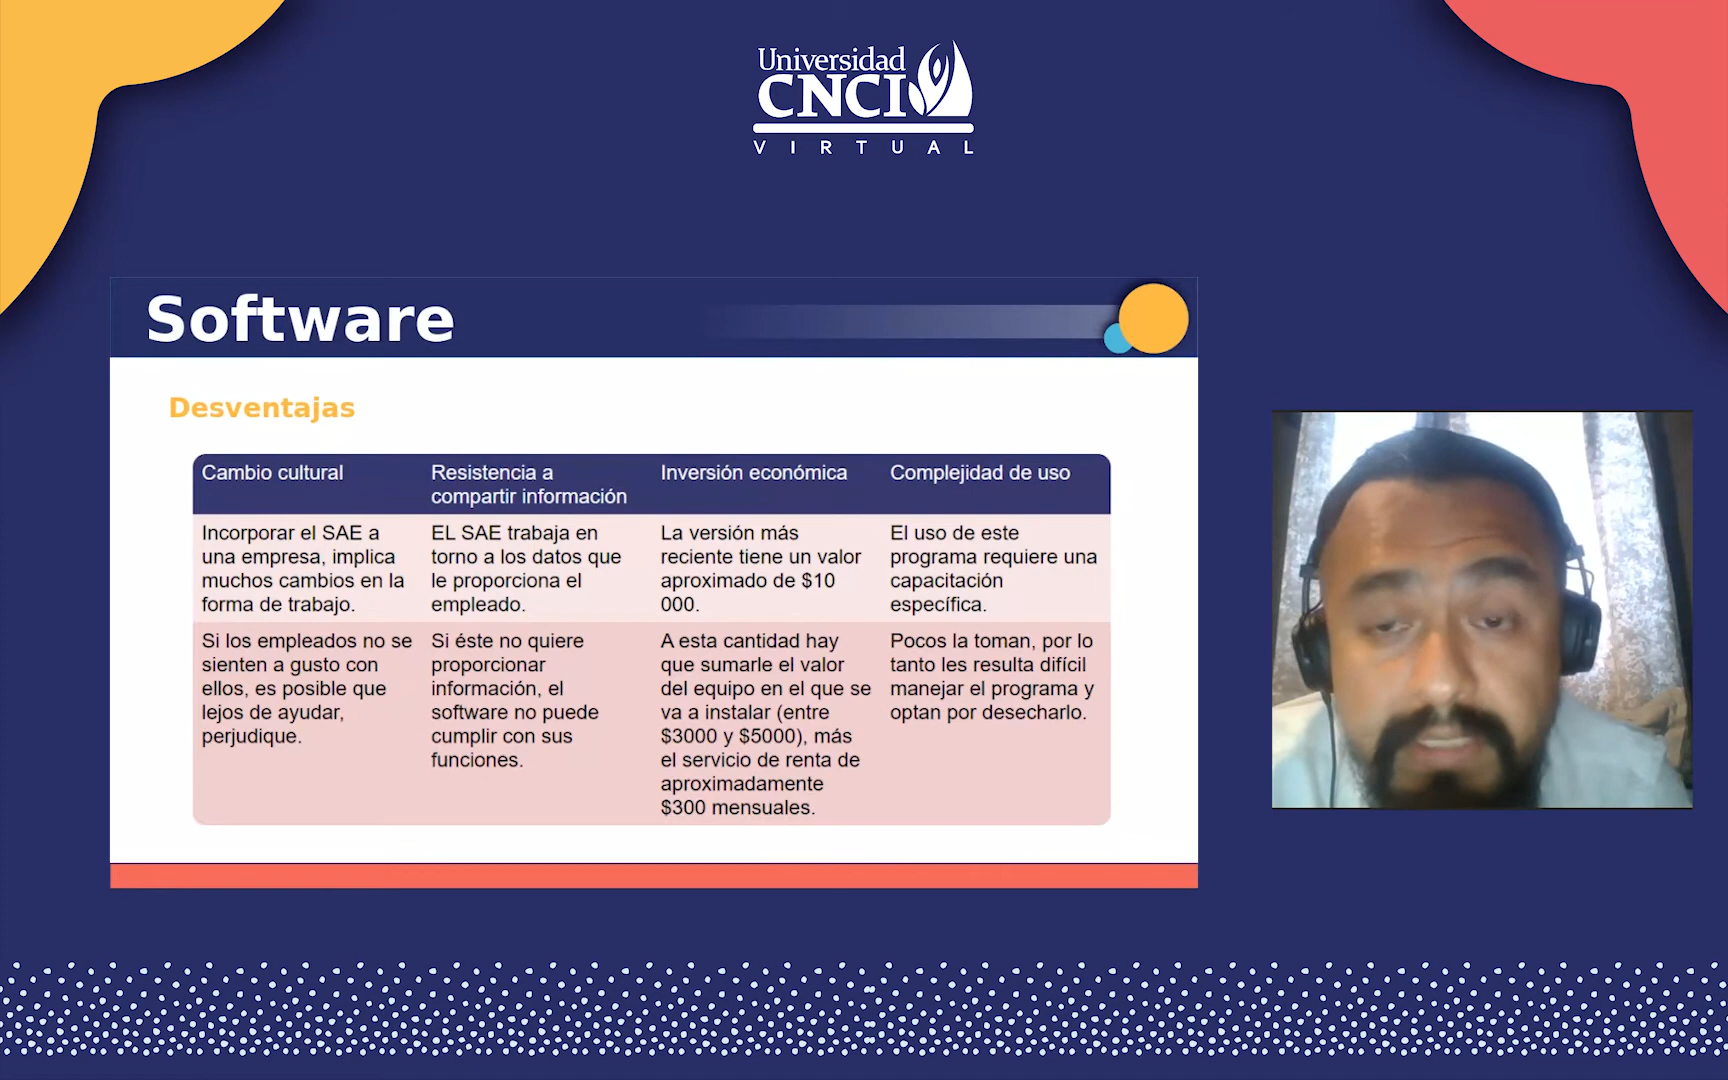 Universidad
CNCI
VIRTUAL
Software
Desventajas
Cambio cultural
Resistencia a
compartir información
Inversión económica
Complejidad de uso
Incorporar el SAE a
una empresa, implica
muchos cambios en la
forma de trabajo.
EL SAE trabaja en
torno a los datos que
le proporciona el
empleado.
La versión más
reciente tiene un valor
aproximado de $10
000.
El uso de este
programa requiere una
capacitación
específica.
Si los empleados no se
sienten a gusto con
ellos, es posible que
lejos de ayudar,
perjudique.
Si éste no quiere
proporcionar
información, el
software no puede
cumplir con sus
funciones.
A esta cantidad hay
que sumarle el valor
del equipo en el que se
va a instalar (entre
$3000 y $5000), más
el servicio de renta de
aproximadamente
$300 mensuales.
Pocos la toman, por lo
tanto les resulta difícil
manejar el programa y
optan por desecharlo.